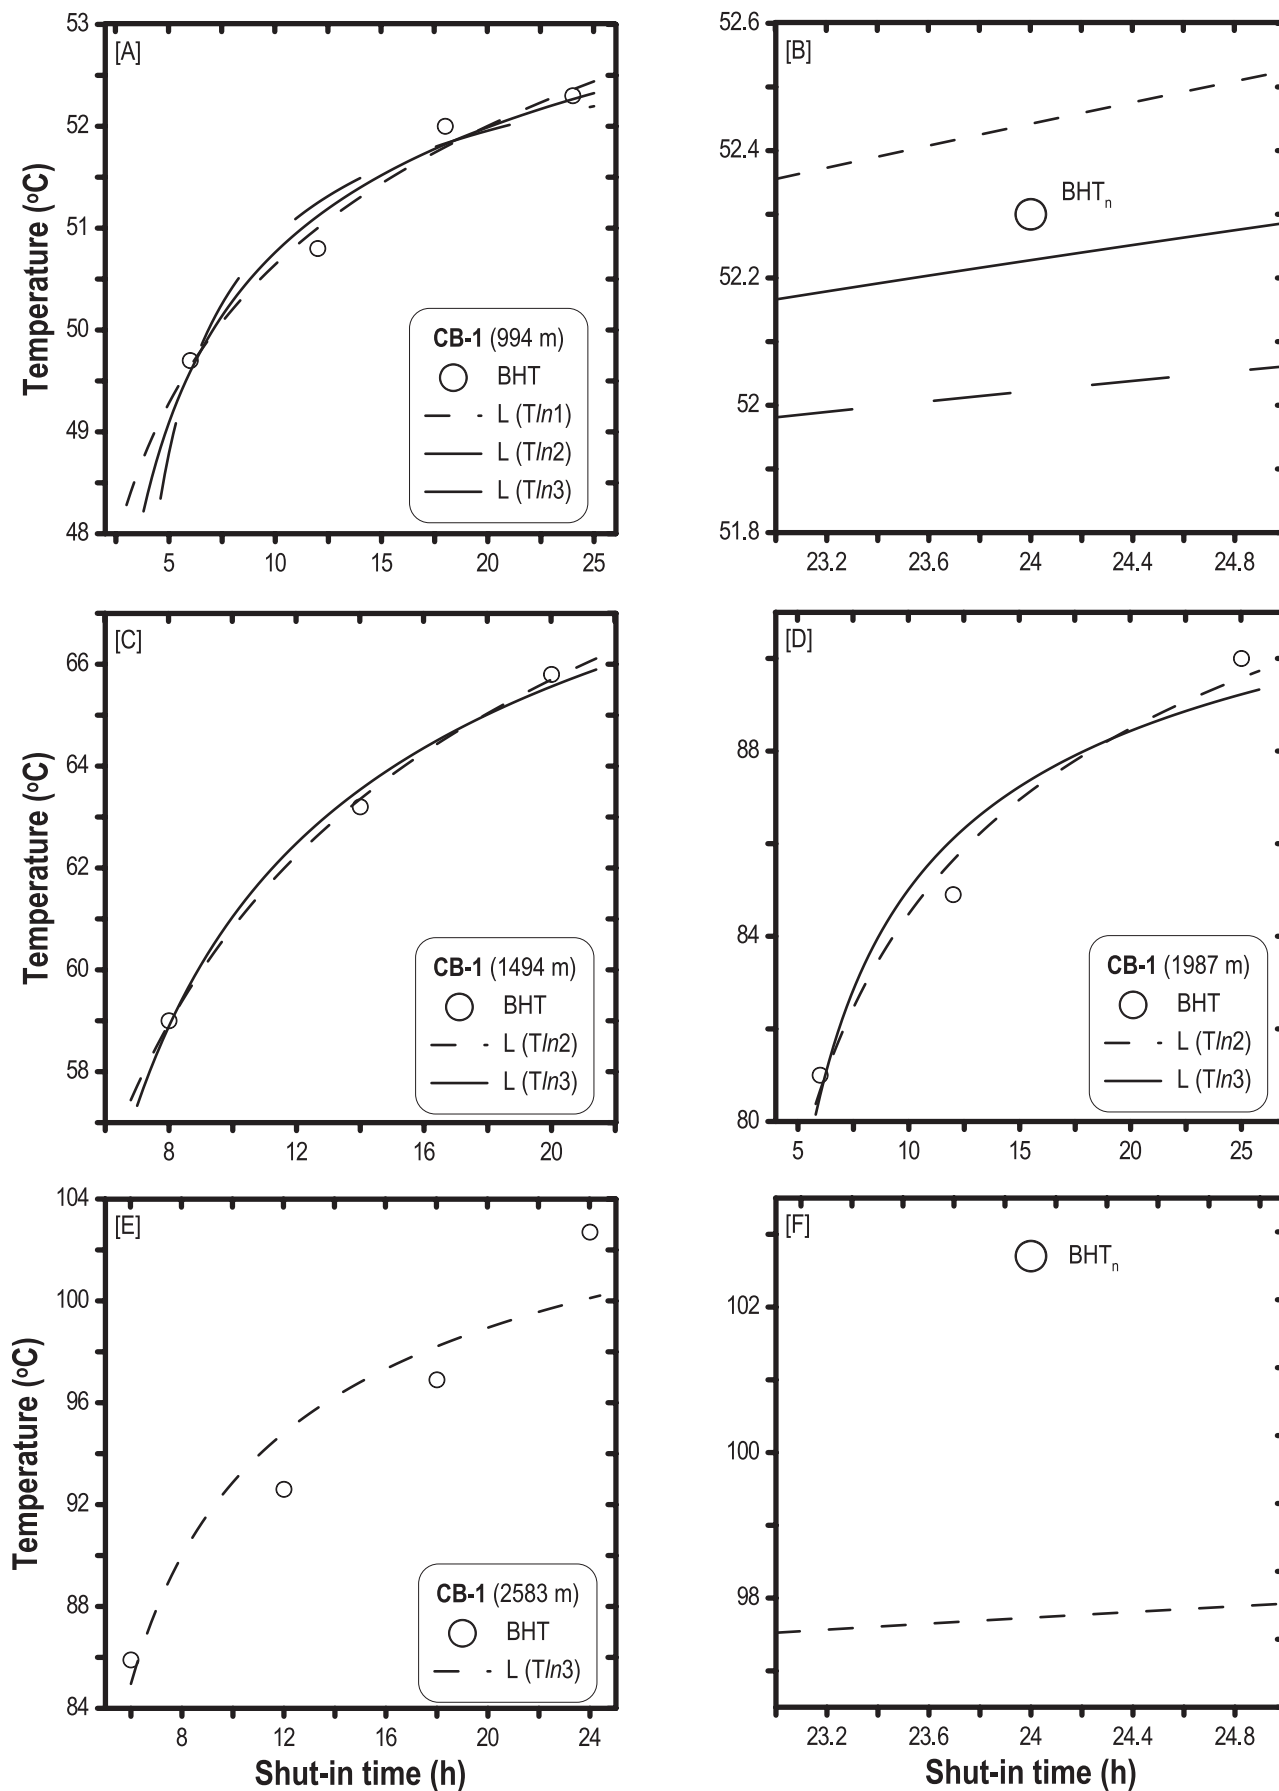 [A]
Temperature (ºC)
53
52
51
50
49
48
5
10
15
20
25
CB-1 (994 m)
BHT
L (Tln1)
L (Tln2)
L (Tln3)
[B]
52.6
52.4
52.2
52
51.8
BHTn
23.2
23.6
24
24.4
24.8
[C]
Temperature (ºC)
66
64
62
60
58
8
12
16
20
CB-1 (1494 m)
BHT
L (Tln2)
L (Tln3)
[D]
88
84
80
5
10
15
20
25
CB-1 (1987 m)
BHT
L (Tln2)
L (Tln3)
[E]
Temperature (ºC)
104
100
96
92
88
84
8
12
16
20
24
CB-1 (2583 m)
BHT
L (Tln3)
Shut-in time (h)
[F]
102
100
98
BHTn
23.2
23.6
24
24.4
24.8
Shut-in time (h)